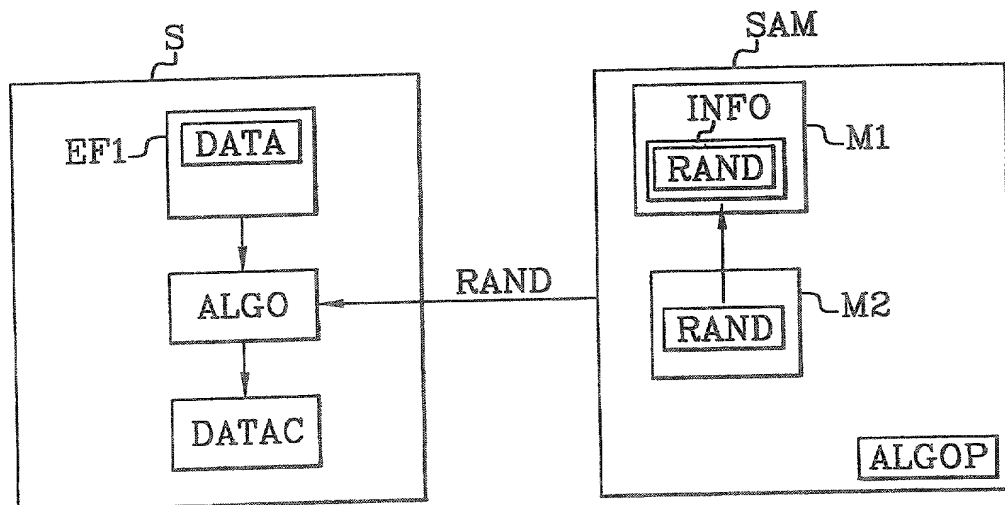 S
SAM
EF1
DATA
INFO
RAND
M1
ALGO
RAND
RAND
M2
DATAC
ALGOP